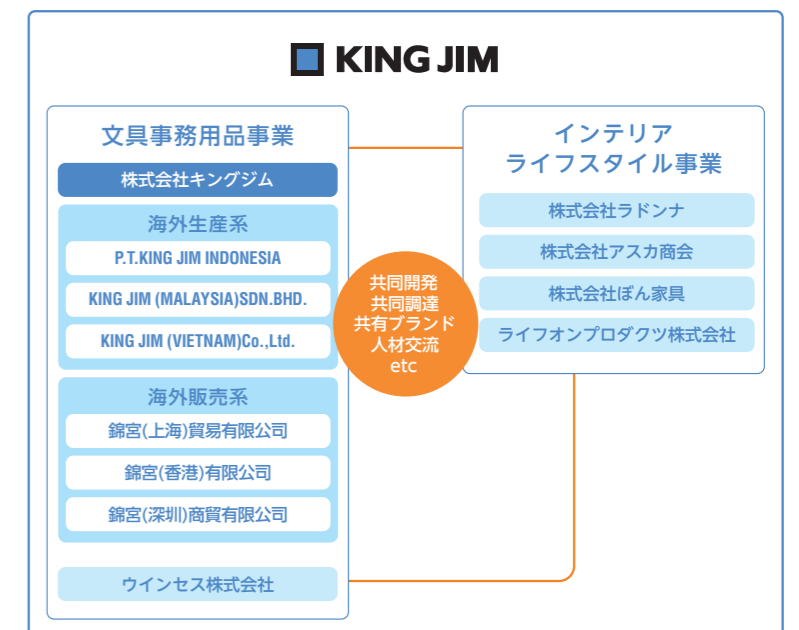 KING JIM
文具事務用品事業
株式会社キングジム
海外生産系
P.T.KING JIM INDONESIA
KING JIM (MALAYSIA)SDN.BHD.
KING JIM (VIETNAM)Co.,Ltd.
海外販売系
錦宮(上海)貿易有限公司
錦宮(香港)有限公司
錦宮(深圳)商貿有限公司
ウインセス株式会社
共同開発
共同調達
共有ブランド
人材交流
etc
インテリア
ライフスタイル事業
株式会社ラドンナ
株式会社アスカ商会
株式会社ぼん家具
ライフオンプロダクツ株式会社